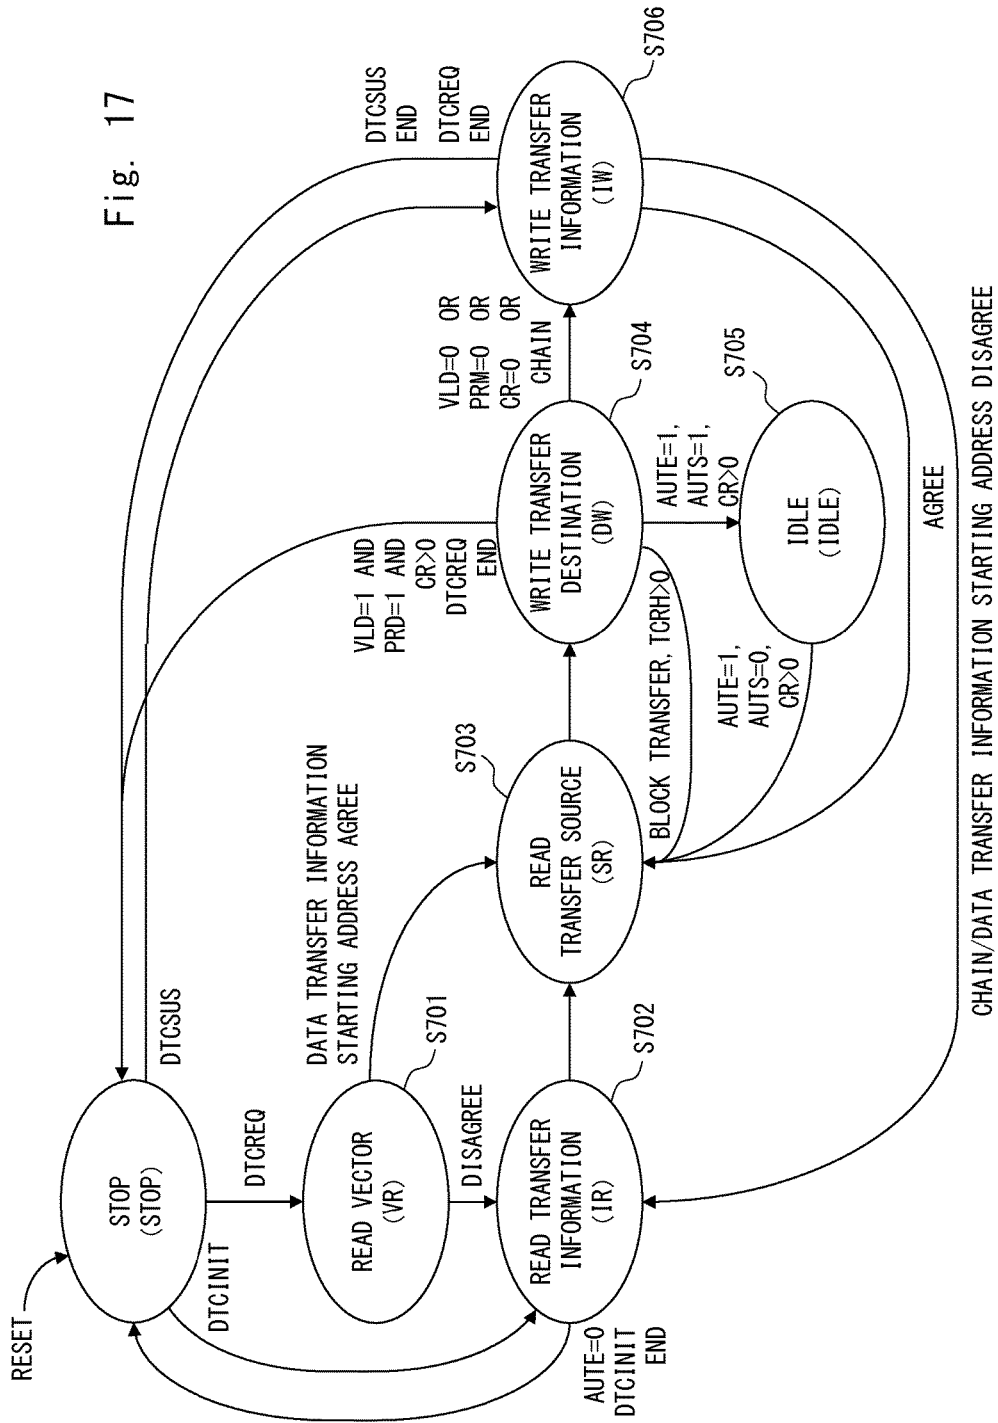 Fig. 17
RESET
STOP
(STOP)
DTCSUS
DTCSUS
END
DTCREQ
END
DTCINIT
DTCREQ
DATA TRANSFER INFORMATION
STARTING ADDRESS AGREE
VLD=1 AND
PRD=1 AND
CR>0
DTCREQ
END
READ VECTOR
(VR)
S701
DISAGREE
S703
VLD=0 OR
PRM=0 OR
CR=0 OR
CHAIN
READ TRANSFER
INFORMATION
(IR)
S702
READ
TRANSFER SOURCE
(SR)
WRITE TRANSFER
DESTINATION
(DW)
S704
WRITE TRANSFER
INFORMATION
(IW)
S706
AUTE=0
DTCINIT
END
BLOCK TRANSFER, TCRH>0
AUTE=1,
AUTS=1,
CR>0
S705
AUTE=1,
AUTS=0,
CR>0
IDLE
(IDLE)
AGREE
CHAIN/DATA TRANSFER INFORMATION STARTING ADDRESS DISAGREE